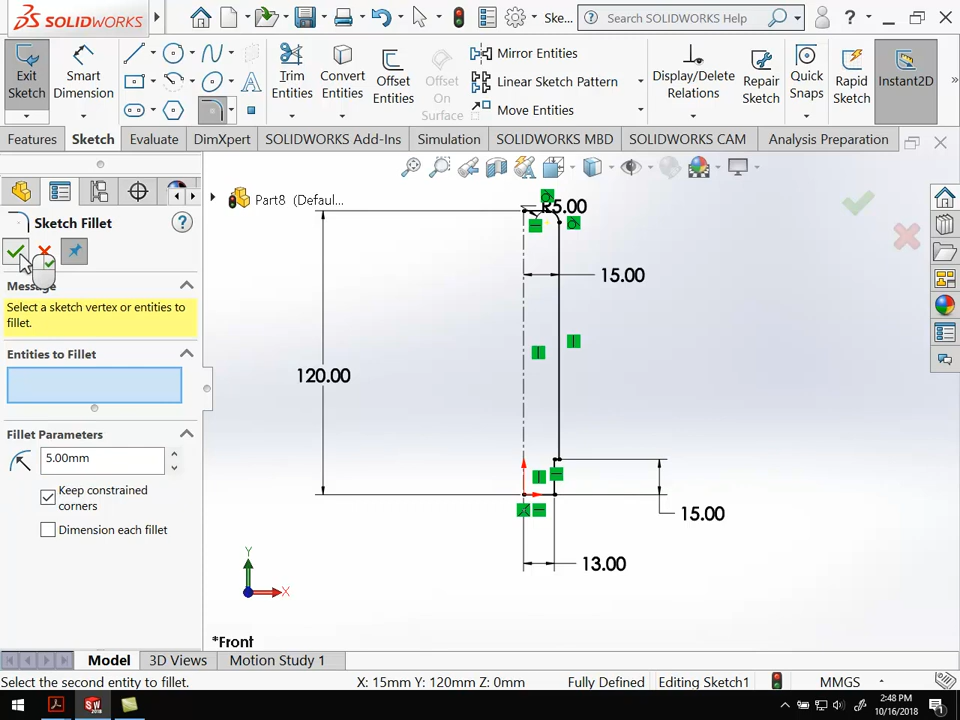 SOLIDWORKS
Ske...
Search SOLIDWORKS Help
Exit Sketch
Smart Dimension
Trim Entities
Convert Entities
Offset Entities
Offset On Surface
Mirror Entities
Linear Sketch Pattern
Move Entities
Display/Delete Relations
Repair Sketch
Quick Snaps
Rapid Sketch
Instant2D
Features
Sketch
Evaluate
DimXpert
SOLIDWORKS Add-Ins
Simulation
SOLIDWORKS MBD
SOLIDWORKS CAM
Analysis Preparation
Part8 (Defaul...
Sketch Fillet
Message
Select a sketch vertex or entities to
fillet.
Entities to Fillet
Fillet Parameters
5.00mm
Keep constrained
corners
Dimension each fillet
R5.00
15.00
120.00
15.00
13.00
Y
X
*Front
Model
3D Views
Motion Study 1
Select the second entity to fillet.
X: 15mm Y: 120mm Z: 0mm
Fully Defined
Editing Sketch1
MMGS
2:48 PM
10/16/2018